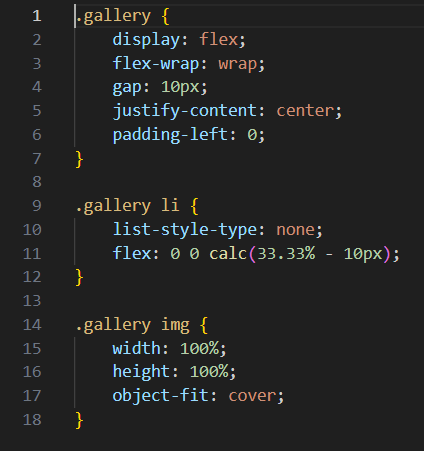 1 .gallery {
2     display: flex;
3     flex-wrap: wrap;
4     gap: 10px;
5     justify-content: center;
6     padding-left: 0;
7 }
8
9 .gallery li {
10     list-style-type: none;
11     flex: 0 0 calc(33.33% - 10px);
12 }
13
14 .gallery img {
15     width: 100%;
16     height: 100%;
17     object-fit: cover;
18 }